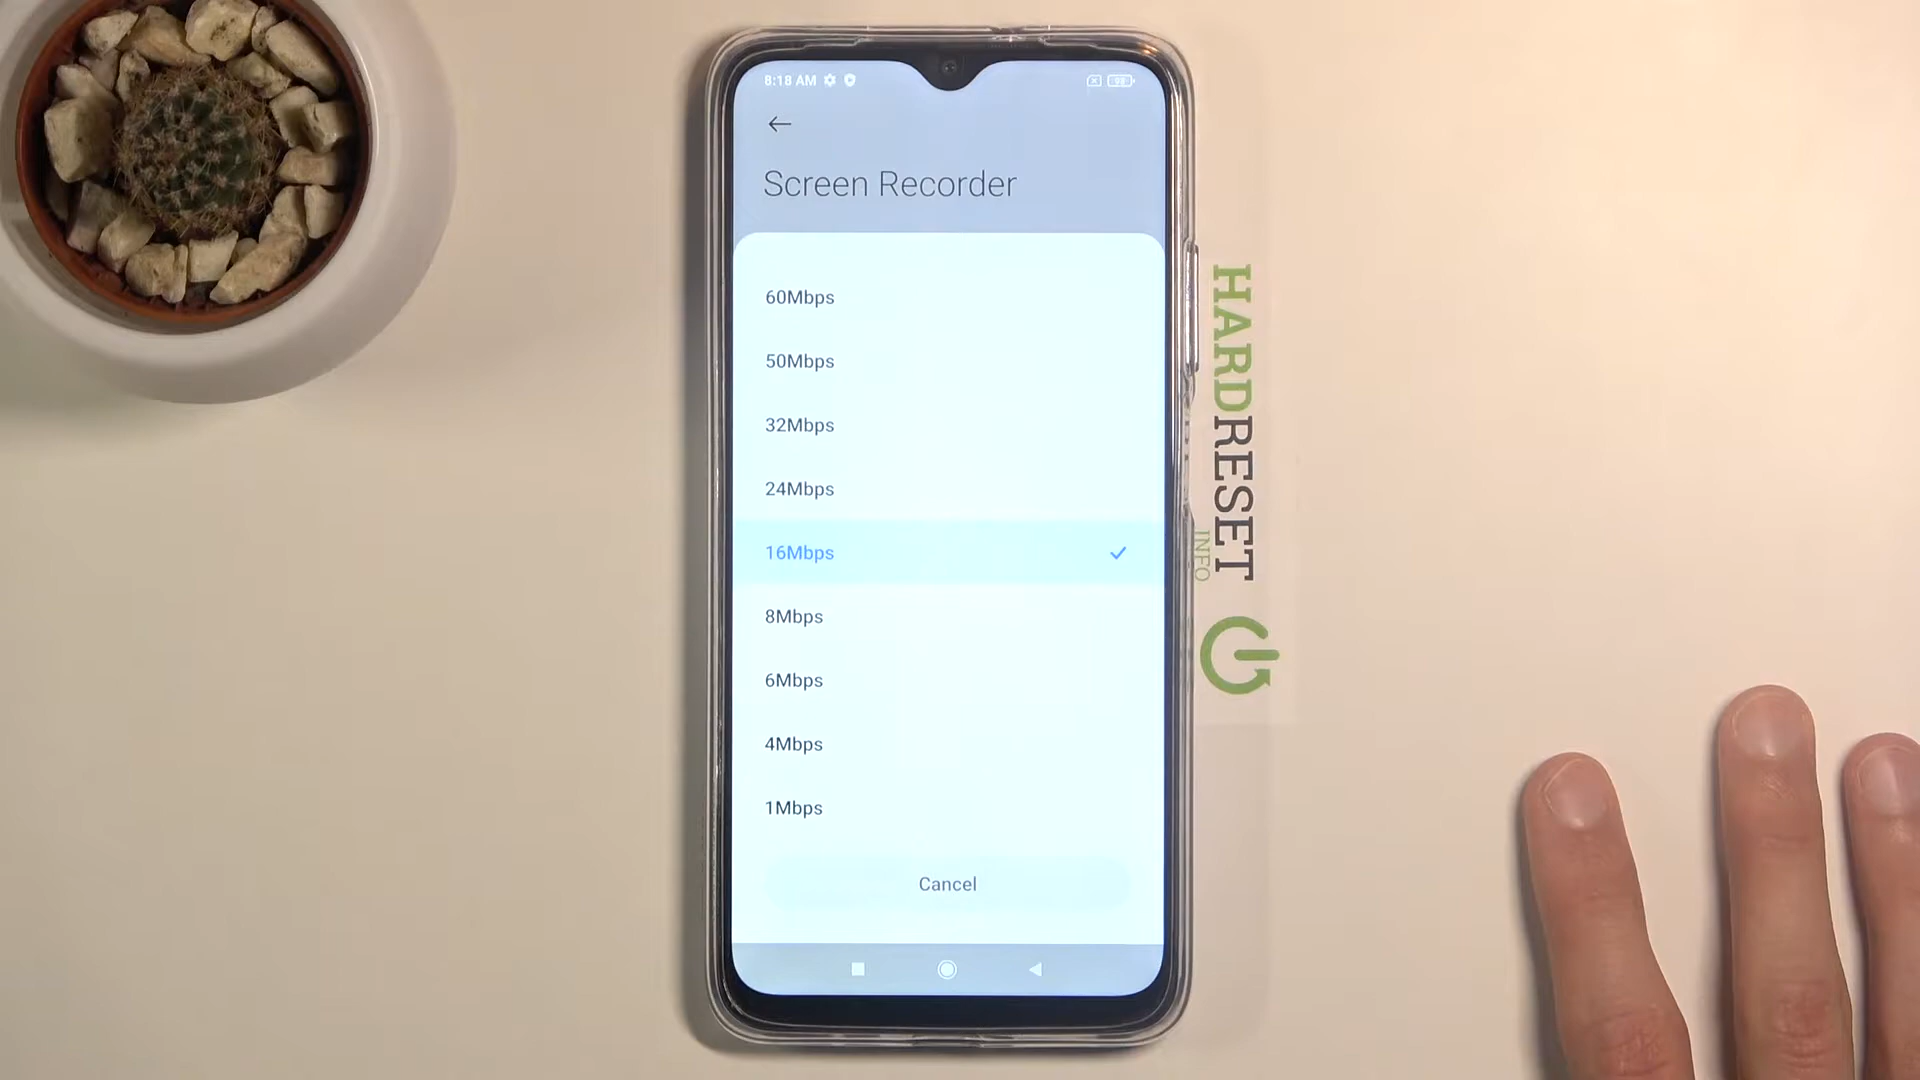 8:18 AM
Screen Recorder
60Mbps
50Mbps
32Mbps
24Mbps
16Mbps
8Mbps
6Mbps
4Mbps
1Mbps
Cancel
HARDRESET
INFO